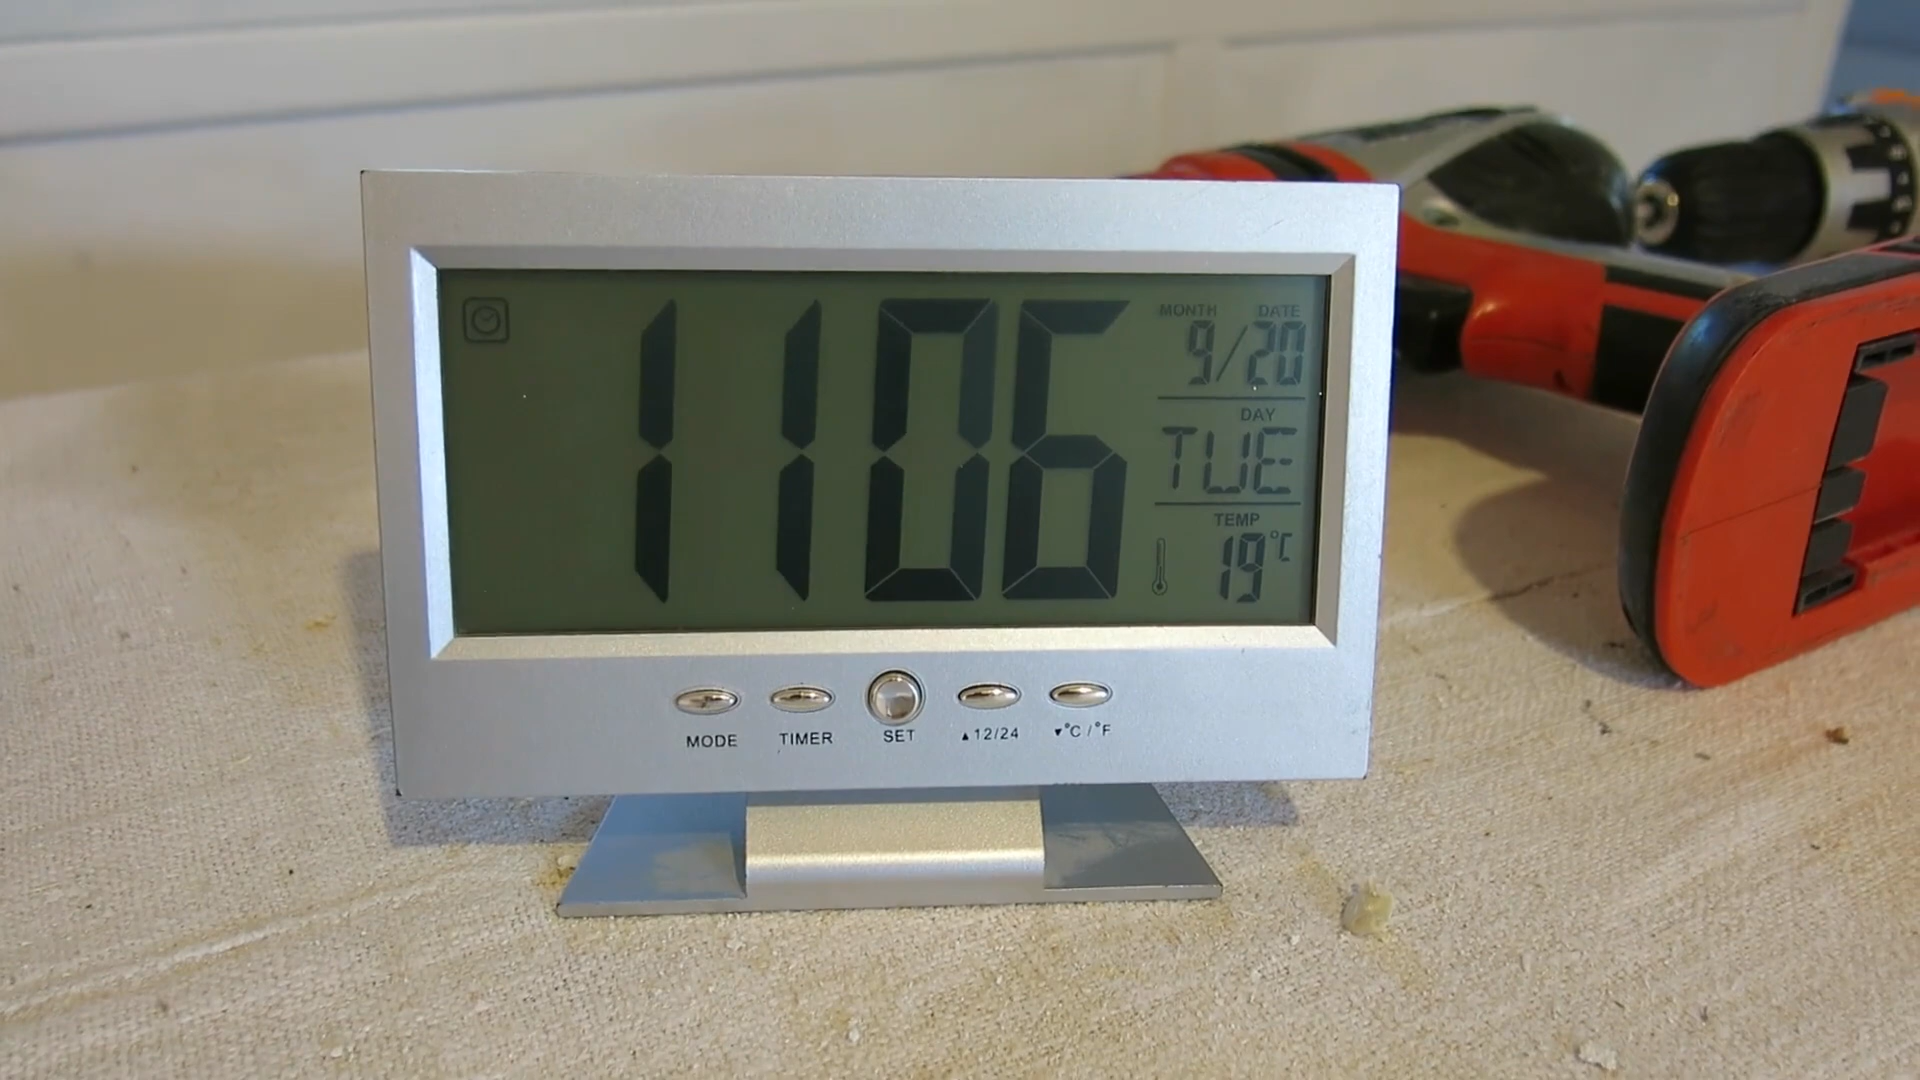 1106
MONTH DATE
9/20
DAY
TUE
TEMP
19°C
MODE TIMER SET ▲12/24 ▼°C/°F